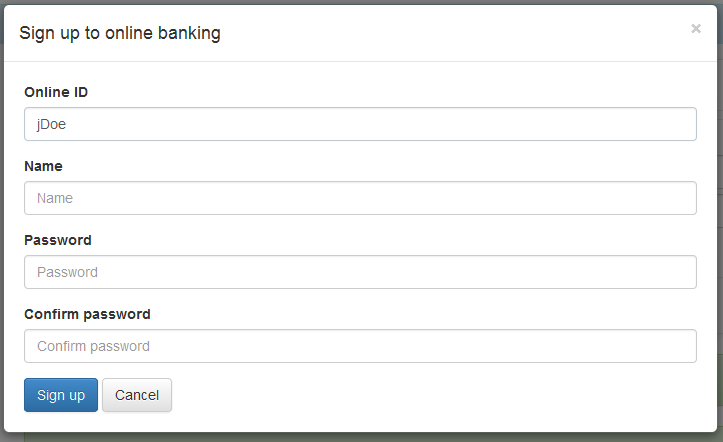 Sign up to online banking
×
Online ID
jDoe
Name
Name
Password
Password
Confirm password
Confirm password
Sign up Cancel